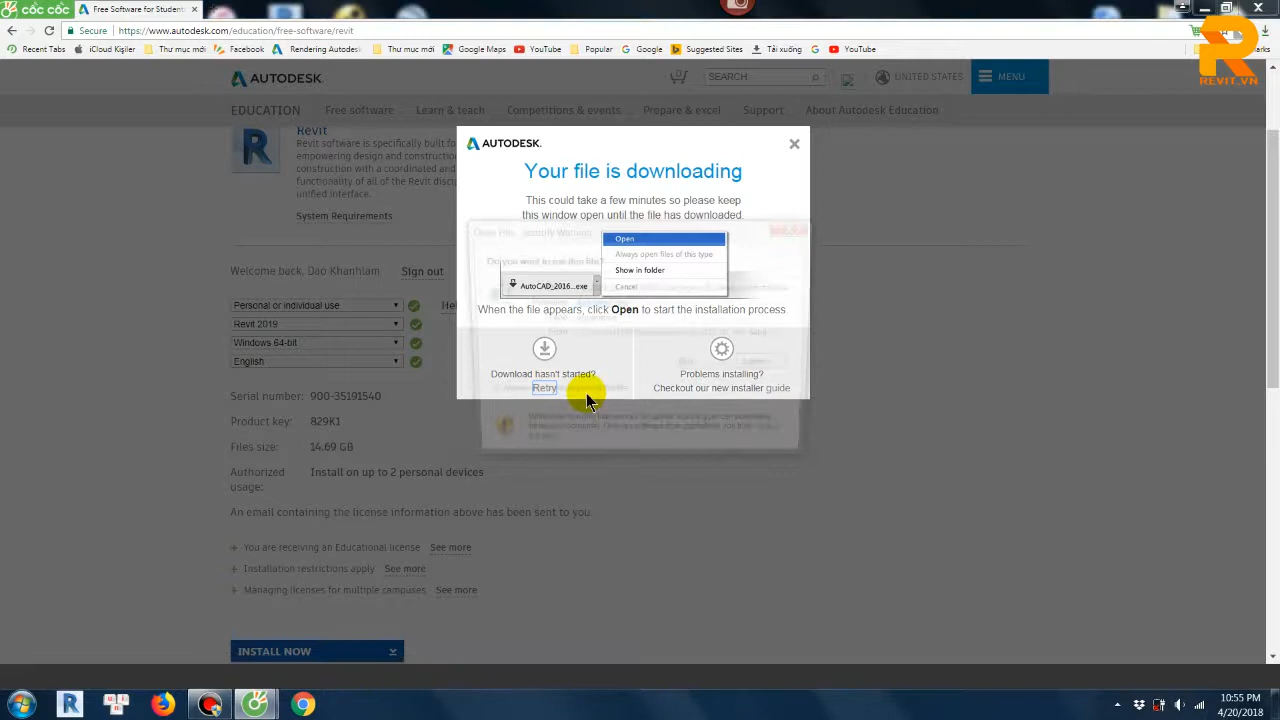 CỐC CỐC
Free Software for Student
Secure
https://www.autodesk.com/education/free-software/revit
Recent Tabs
iCloud Kişiler
Thư mục mới
Facebook
Rendering Autodesk
Thư mục mới
Google Maps
YouTube
Popular
Google
Suggested Sites
Tải xuống
YouTube
REVIT.VN
AUTODESK.
0
SEARCH
UNITED STATES
MENU
EDUCATION
Free software
Learn & teach
Competitions & events
Prepare & excel
Support
About Autodesk Education
Revit
Revit software is specifically built fo
empowering design and construction
with a coordinated and
functionality of all of the Revit discip
unified interface.
System Requirements
Welcome back, Dao Khanhlam
Sign out
Personal or individual use
Revit 2019
Windows 64-bit
English
Serial number: 900-35191540
Product key: 829K1
Files size: 14.69 GB
Authorized usage: Install on up to 2 personal devices
An email containing the license information above has been sent to you.
+ You are receiving an Educational license See more
+ Installation restrictions apply See more
+ Managing licenses for multiple campuses See more
INSTALL NOW
AUTODESK.
Your file is downloading
This could take a few minutes so please keep
this window open until the file has downloaded.
Open
Always open files of this type
Show in folder
Cancel
AutoCAD_2016...exe
When the file appears, click Open to start the installation process.
Download hasn't started?
Retry
Problems installing?
Checkout our new installer guide
10:55 PM
4/20/2018